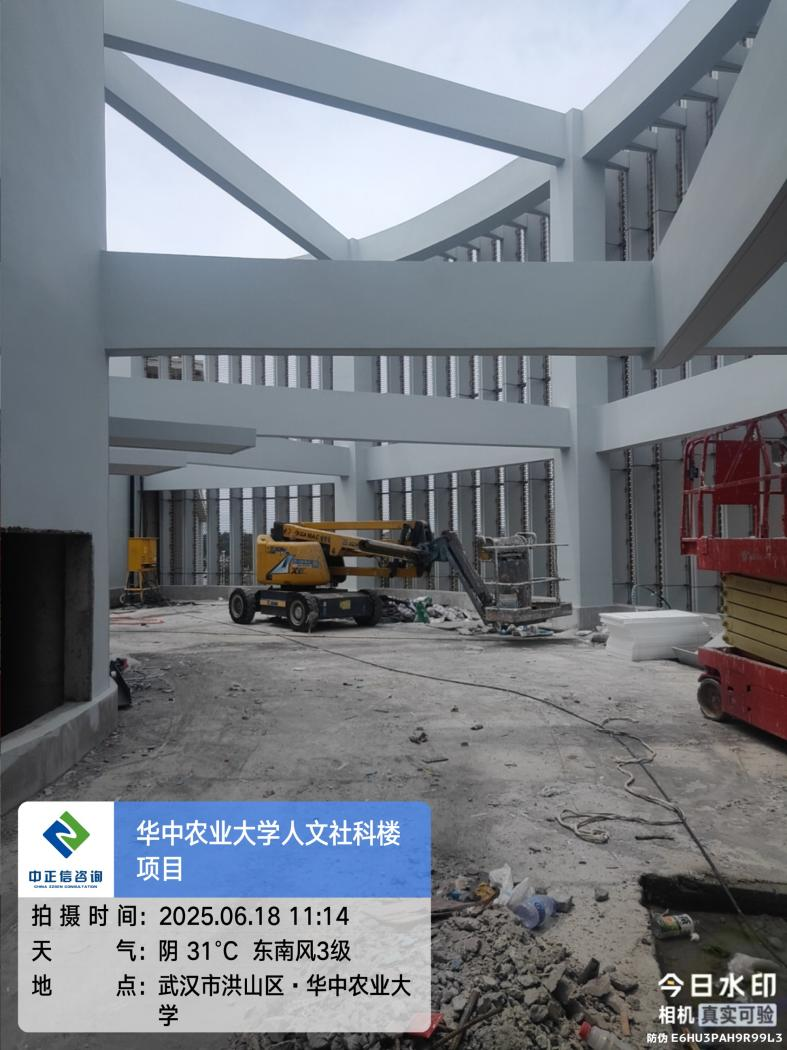 华中农业大学人文社科楼
项目
中正信咨询
CHINA ZZSIN CONSULTATION
拍摄时间: 2025.06.18 11:14
天 气: 阴 31℃ 东南风3级
地 点: 武汉市洪山区·华中农业大
学
今日水印
相机 真实可验
防伪 E6HU3PAH9R99L3